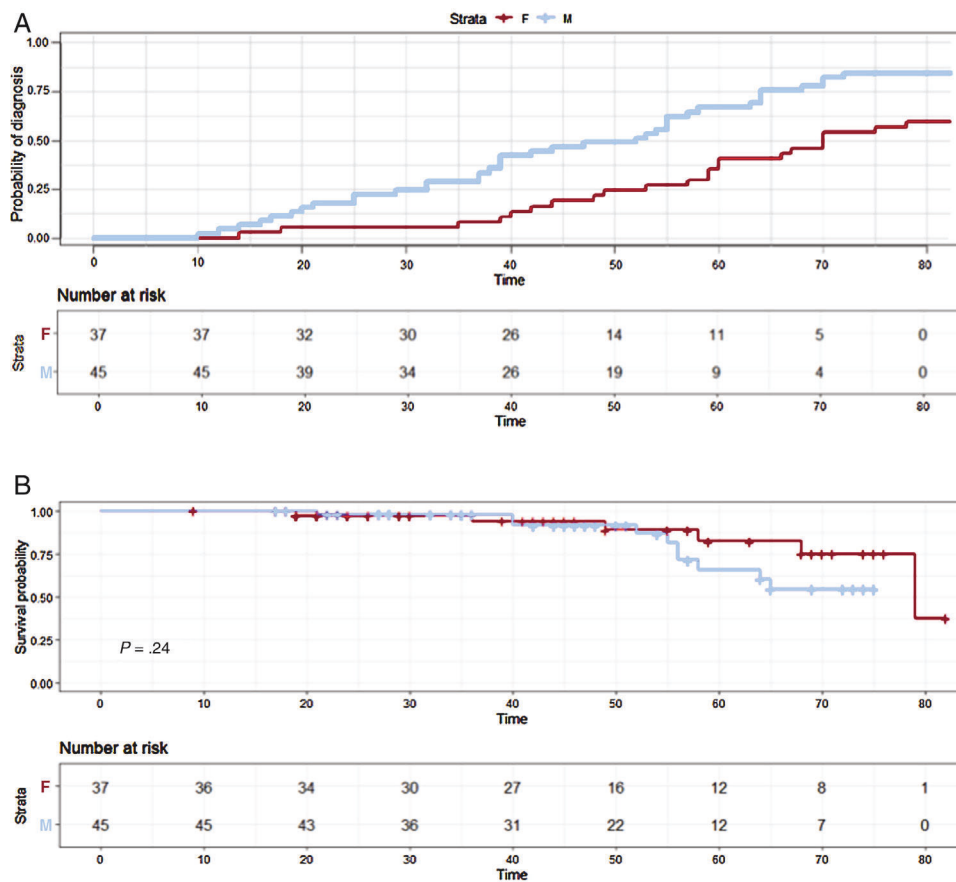 A
Strata F M
Probability of diagnosis
1.00
0.75
0.50
0.25
0.00
0 10 20 30 40 50 60 70 80
Time
Number at risk
Strata
F 37 37 32 30 26 14 11 5 0
M 45 45 39 34 26 19 9 4 0
0 10 20 30 40 50 60 70 80
Time
B
Survival probability
1.00
0.75
0.50
0.25
0.00
P = .24
0 10 20 30 40 50 60 70 80
Time
Number at risk
Strata
F 37 36 34 30 27 16 12 8 1
M 45 45 43 36 31 22 12 7 0
0 10 20 30 40 50 60 70 80
Time